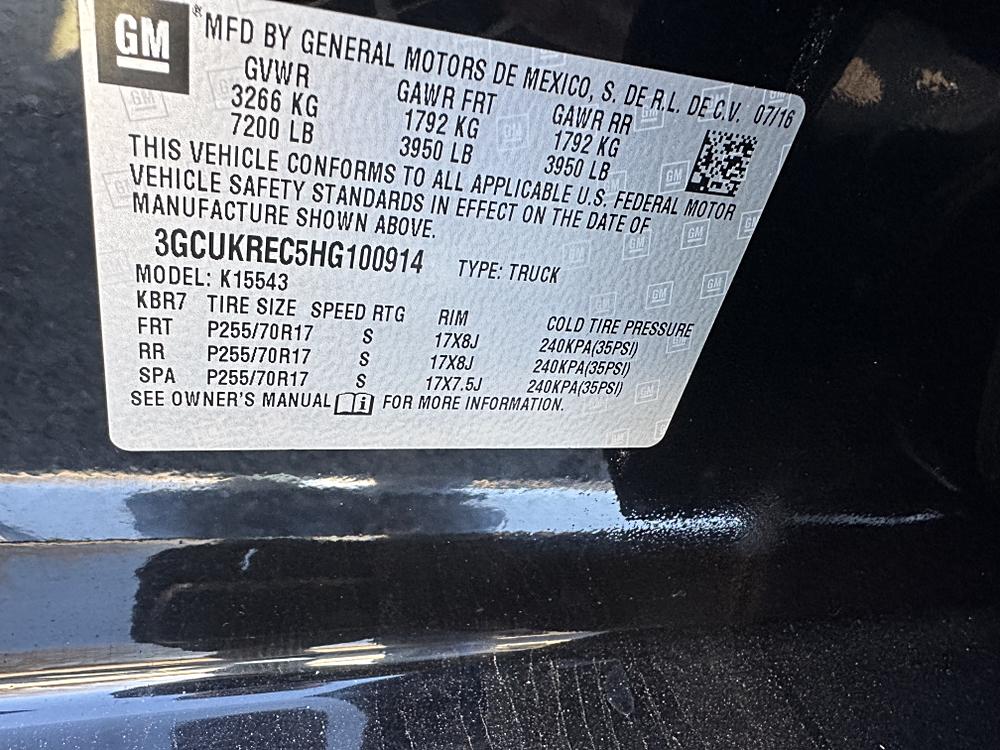 GM
MFD BY GENERAL MOTORS DE MEXICO, S. DE R.L. DE C.V. 07/16
GVWR GAWR FRT GAWR RR
3266 KG 1792 KG 1792 KG
7200 LB 3950 LB 3950 LB
THIS VEHICLE CONFORMS TO ALL APPLICABLE U.S. FEDERAL MOTOR
VEHICLE SAFETY STANDARDS IN EFFECT ON THE DATE OF
MANUFACTURE SHOWN ABOVE.
3GCUKREC5HG100914 TYPE: TRUCK
MODEL: K15543
KBR7 TIRE SIZE SPEED RTG RIM COLD TIRE PRESSURE
FRT P255/70R17 S 17X8J 240KPA(35PSI)
RR P255/70R17 S 17X8J 240KPA(35PSI)
SPA P255/70R17 S 17X7.5J 240KPA(35PSI)
SEE OWNER'S MANUAL i FOR MORE INFORMATION.